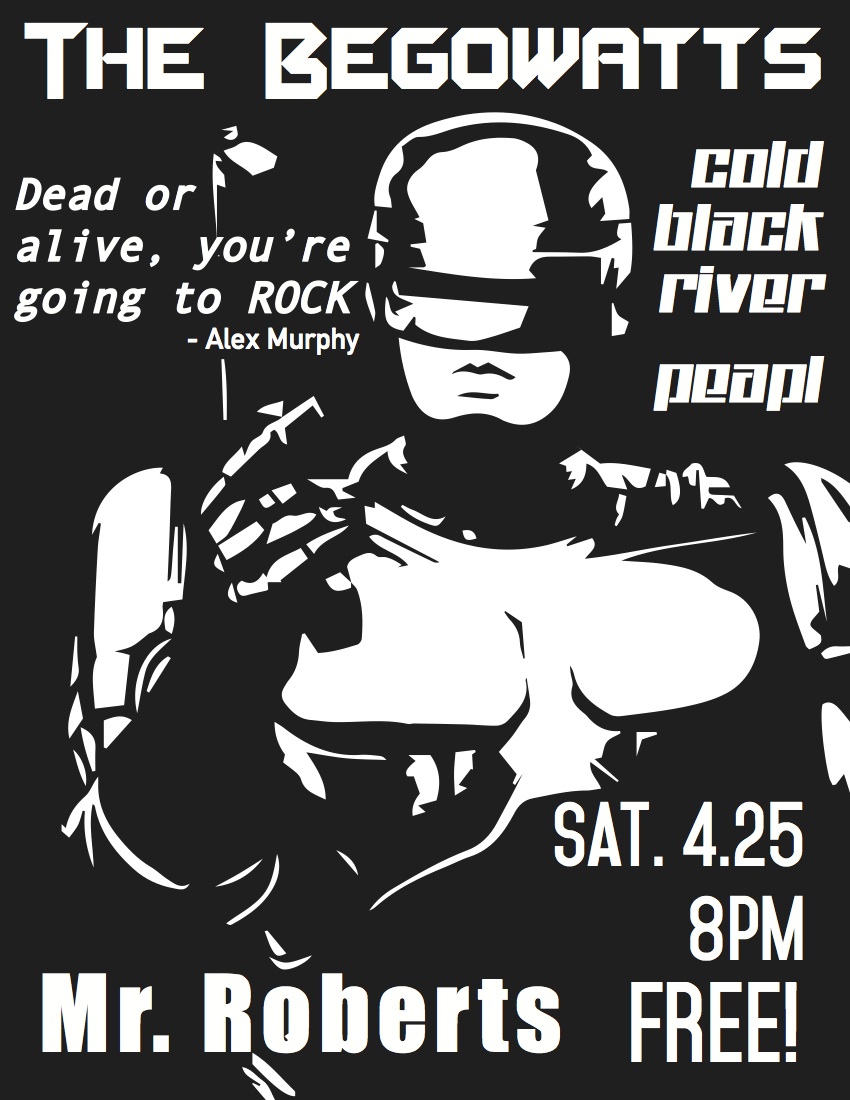 THE BEGOWATTS
Dead or
alive, you're
going to ROCK
- Alex Murphy
cold
black
river
peapl
SAT. 4.25
8PM
FREE!
Mr. Roberts